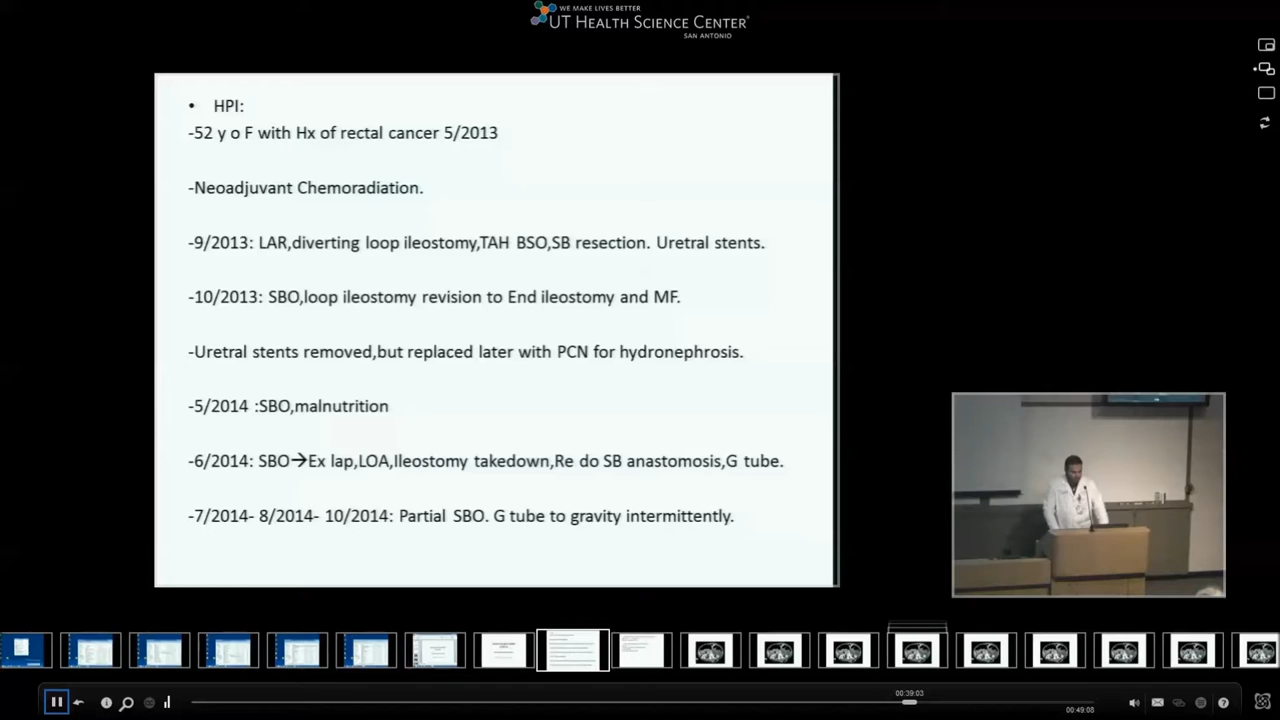 WE MAKE LIVES BETTER
UT HEALTH SCIENCE CENTER®
SAN ANTONIO
• HPI:
-52 y o F with Hx of rectal cancer 5/2013
-Neoadjuvant Chemoradiation.
-9/2013: LAR,diverting loop ileostomy,TAH BSO,SB resection. Uretral stents.
-10/2013: SBO,loop ileostomy revision to End ileostomy and MF.
-Uretral stents removed,but replaced later with PCN for hydronephrosis.
-5/2014 :SBO,malnutrition
-6/2014: SBO→Ex lap,LOA,Ileostomy takedown,Re do SB anastomosis,G tube.
-7/2014- 8/2014- 10/2014: Partial SBO. G tube to gravity intermittently.
00:39:03
00:49:08